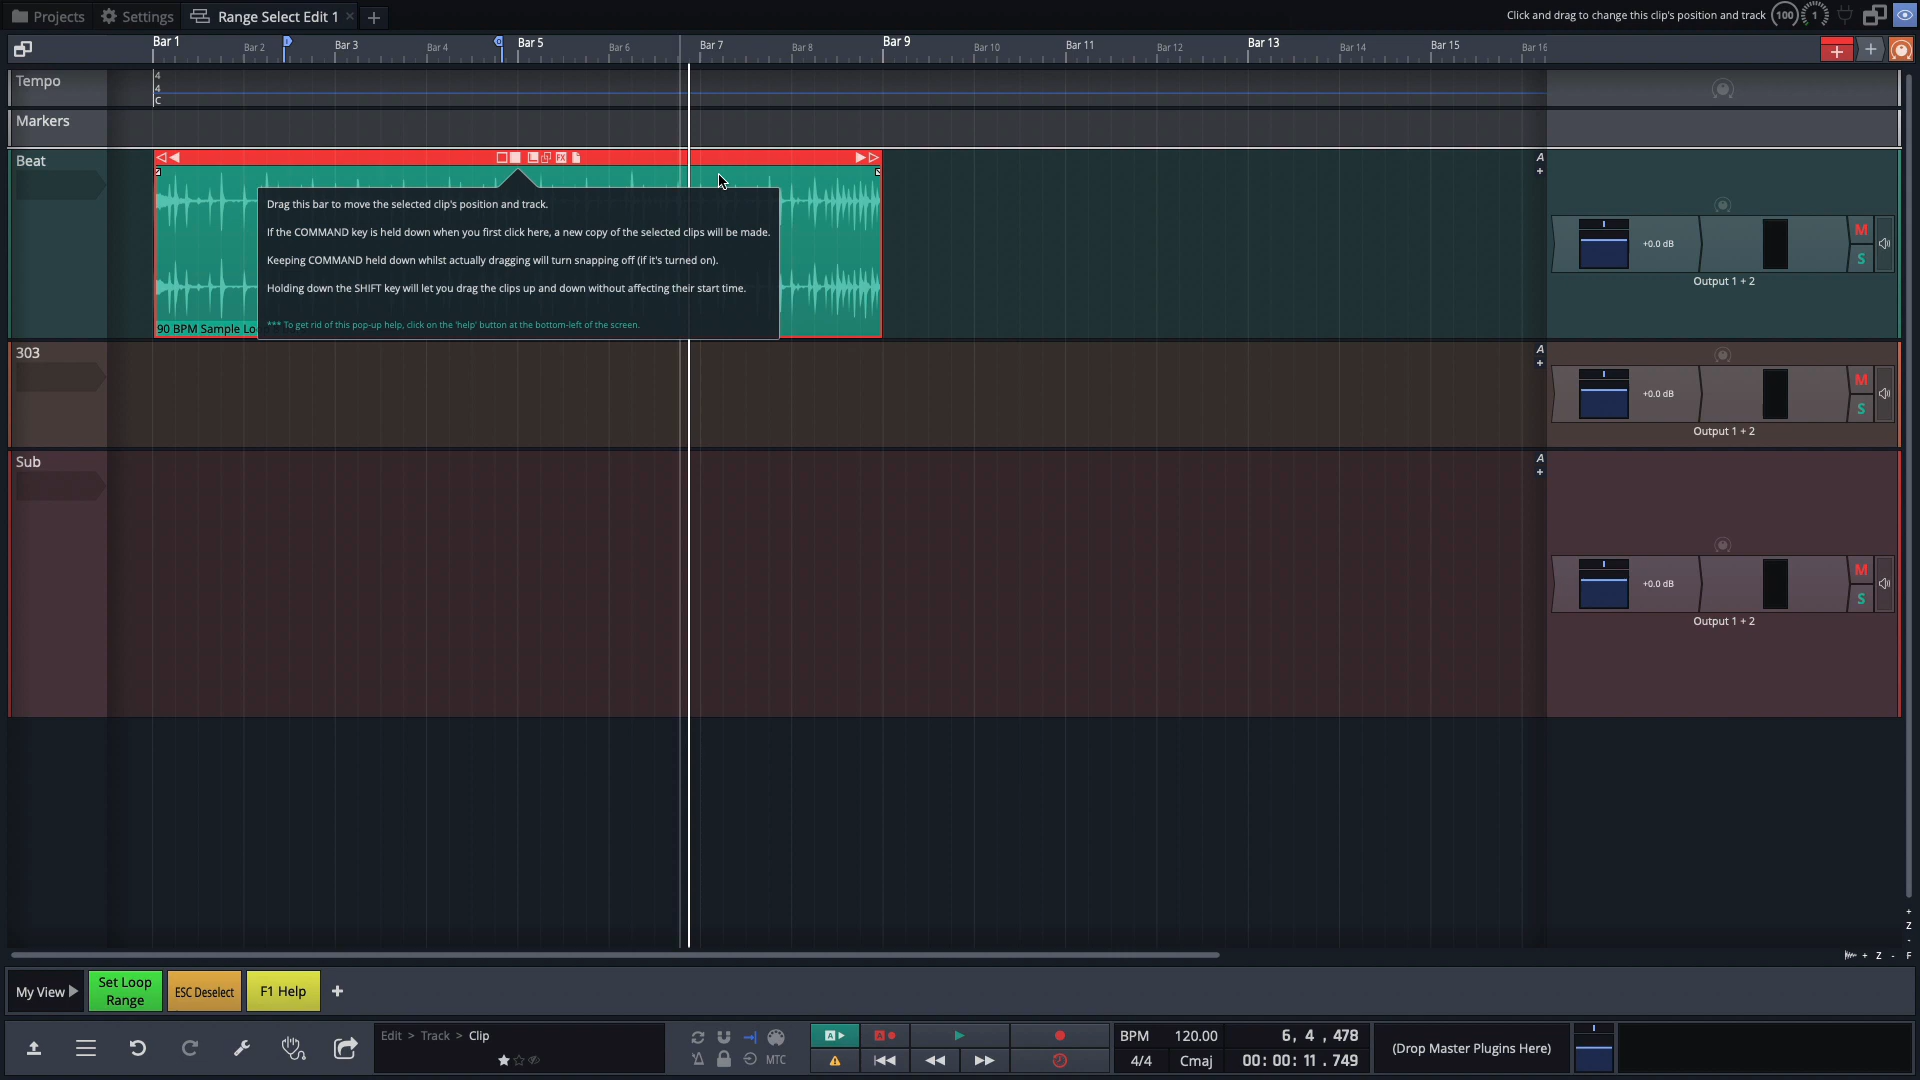 Projects
Settings
Range Select Edit 1
Click and drag to change this clip's position and track
100
1
Bar 1
Bar 2
Bar 3
Bar 4
Bar 5
Bar 6
Bar 7
Bar 8
Bar 9
Bar 10
Bar 11
Bar 12
Bar 13
Bar 14
Bar 15
Bar 16
Tempo
4
4
C
Markers
Beat
FX
A
Drag this bar to move the selected clip's position and track.
If the COMMAND key is held down when you first click here, a new copy of the selected clips will be made.
Keeping COMMAND held down whilst actually dragging will turn snapping off (if it's turned on).
Holding down the SHIFT key will let you drag the clips up and down without affecting their start time.
*** To get rid of this pop-up help, click on the 'help' button at the bottom-left of the screen.
90 BPM Sample Lo
+0.0 dB
M
S
Output 1 + 2
303
A
+0.0 dB
M
S
Output 1 + 2
Sub
A
+0.0 dB
M
S
Output 1 + 2
+
Z
-
+ Z - F
My View
Set Loop
Range
ESC Deselect
F1 Help
+
Edit > Track > Clip
MTC
A
A
BPM 120.00
4/4 Cmaj
6, 4 , 478
00: 00: 11 . 749
(Drop Master Plugins Here)